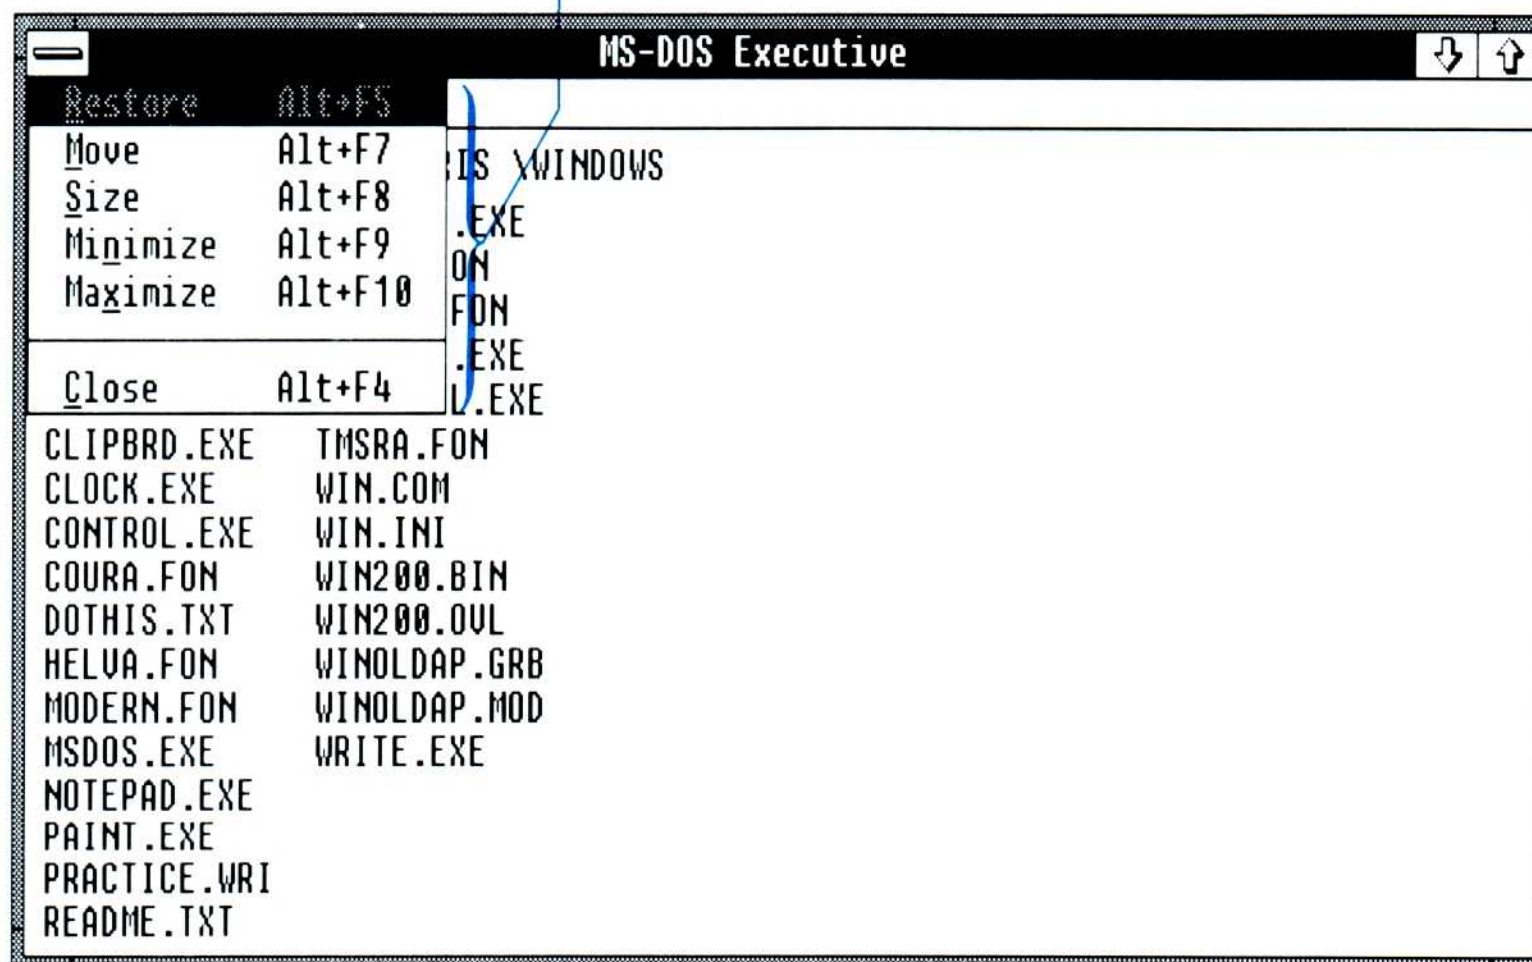 MS-DOS Executive
Restore Alt+F5
Move Alt+F7
Size Alt+F8
Minimize Alt+F9
Maximize Alt+F10
Close Alt+F4
\WINDOWS
.EXE
ON
FON
.EXE
L.EXE
CLIPBRD.EXE TMSRA.FON
CLOCK.EXE WIN.COM
CONTROL.EXE WIN.INI
COURA.FON WIN200.BIN
DOTHIS.TXT WIN200.OVL
HELVA.FON WINOLDAP.GRB
MODERN.FON WINOLDAP.MOD
MSDOS.EXE WRITE.EXE
NOTEPAD.EXE
PAINT.EXE
PRACTICE.WRI
README.TXT